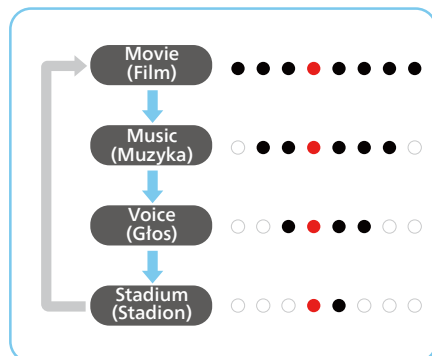 Movie
(Film)
Music
(Muzyka)
Voice
(Głos)
Stadium
(Stadion)